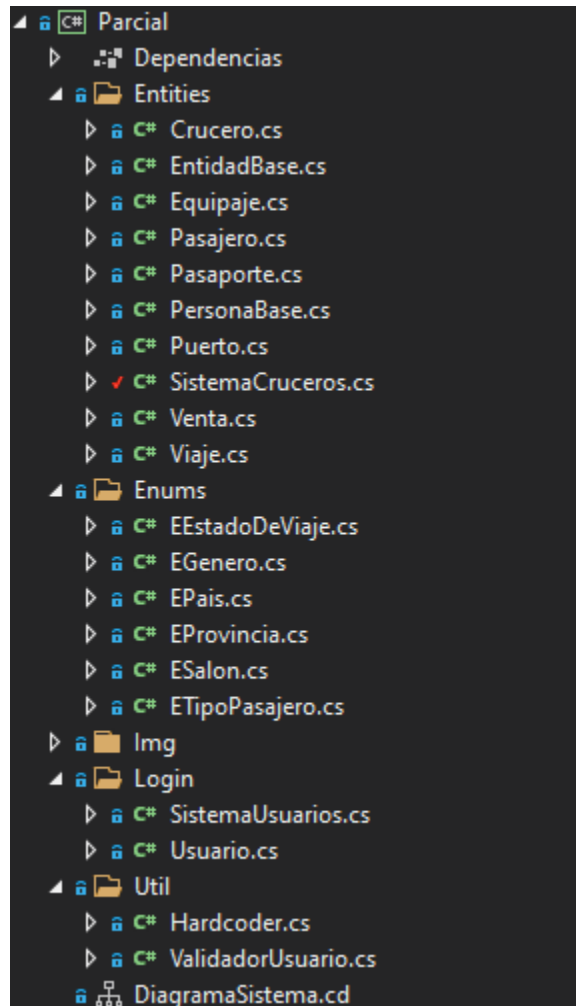 C# Parcial
Dependencias
Entities
C# Crucero.cs
C# EntidadBase.cs
C# Equipaje.cs
C# Pasajero.cs
C# Pasaporte.cs
C# PersonaBase.cs
C# Puerto.cs
C# SistemaCruceros.cs
C# Venta.cs
C# Viaje.cs
Enums
C# EEstadoDeViaje.cs
C# EGenero.cs
C# EPais.cs
C# EProvincia.cs
C# ESalon.cs
C# ETipoPasajero.cs
Img
Login
C# SistemaUsuarios.cs
C# Usuario.cs
Util
C# Hardcoder.cs
C# ValidadorUsuario.cs
DiagramaSistema.cd